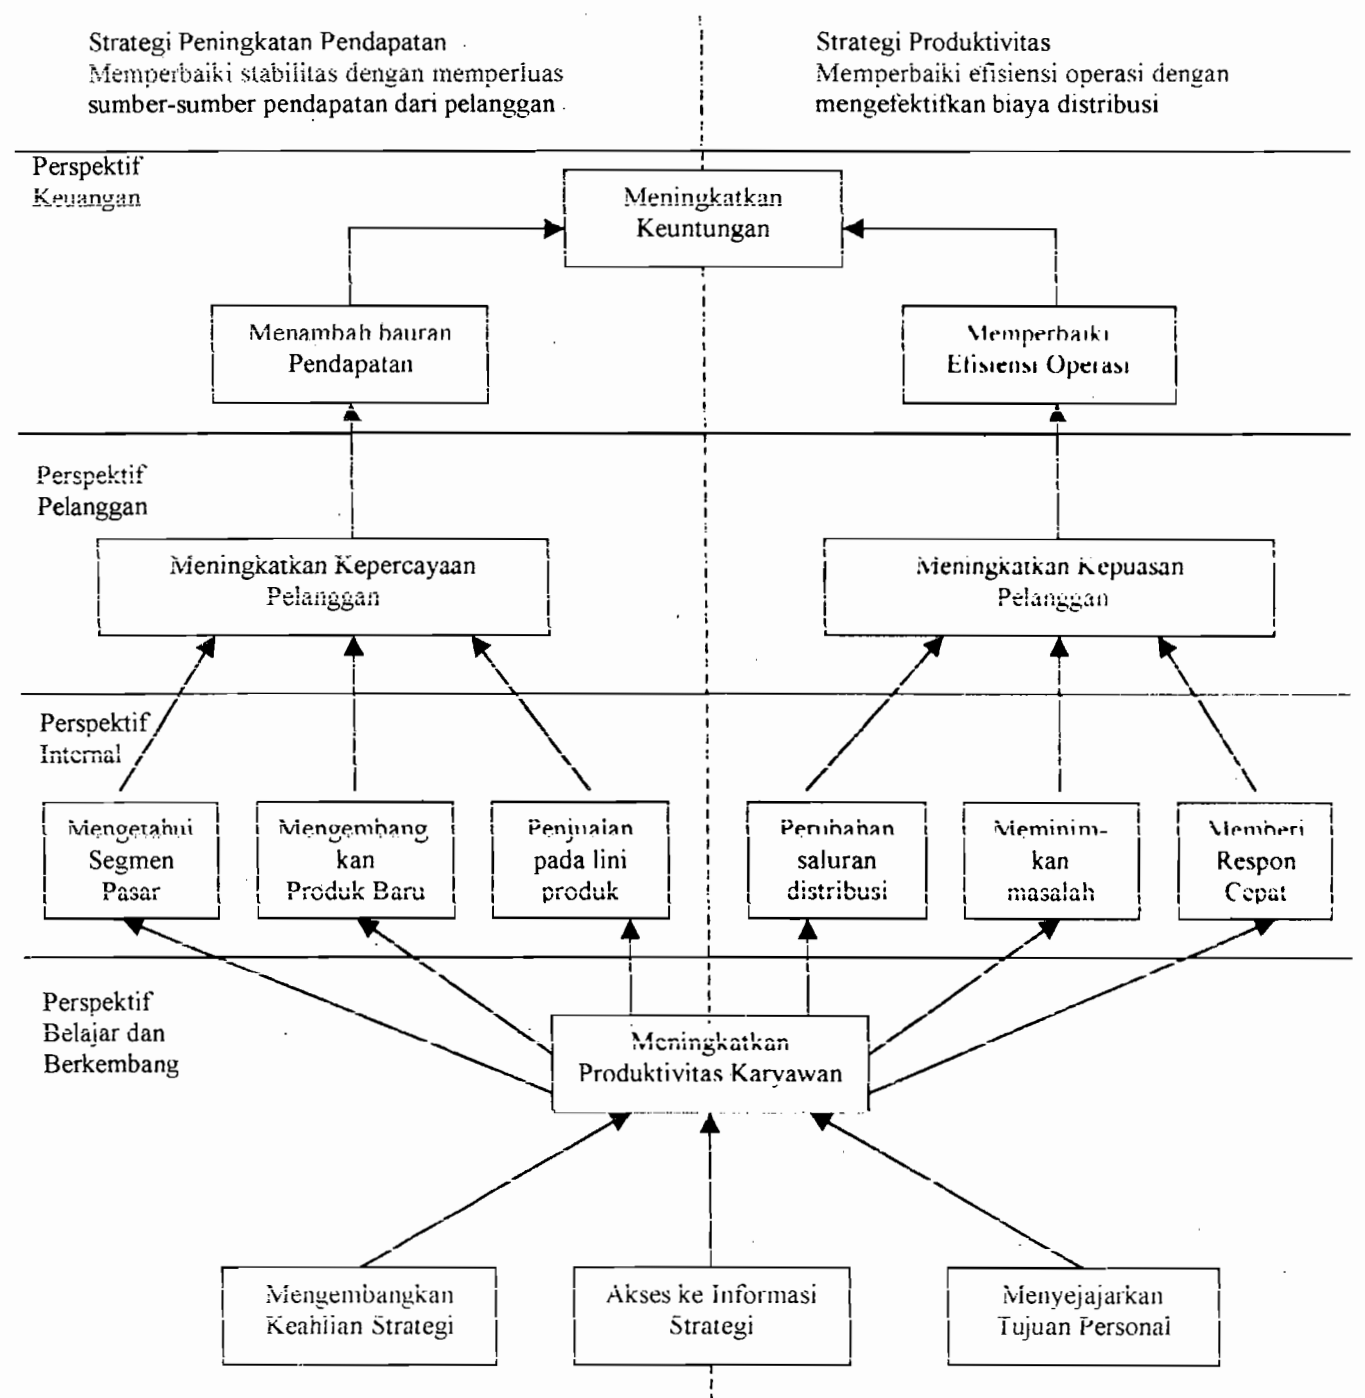 Strategi Peningkatan Pendapatan
Memperbaiki stabilitas dengan memperluas
sumber-sumber pendapatan dari pelanggan
Strategi Produktivitas
Memperbaiki efisiensi operasi dengan
mengefektifkan biaya distribusi
Perspektif
Keuangan
Meningkatkan
Keuntungan
Menambah bauran
Pendapatan
Memperbaiki
Efisiensi Operasi
Perspektif
Pelanggan
Meningkatkan Kepercayaan
Pelanggan
Meningkatkan Kepuasan
Pelanggan
Perspektif
Internal
Mengetahui
Segmen
Pasar
Mengembang
kan
Produk Baru
Penjualan
pada lini
produk
Perubahan
saluran
distribusi
Meminim-
kan
masalah
Memberi
Respon
Cepat
Perspektif
Belajar dan
Berkembang
Meningkatkan
Produktivitas Karyawan
Mengembangkan
Keahlian Strategi
Akses ke Informasi
Strategi
Menyejajarkan
Tujuan Personal